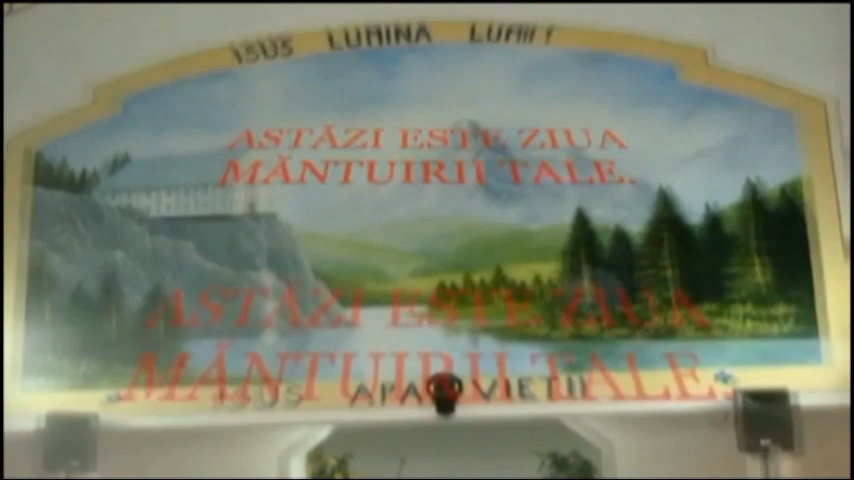 ISUS LUMINA LUMII!
ASTĂZI ESTE ZIUA
MÂNTUIRII TALE.
ASTĂZI ESTE ZIUA
MÂNTUIRII TALE.
ISUS APA VIEȚII